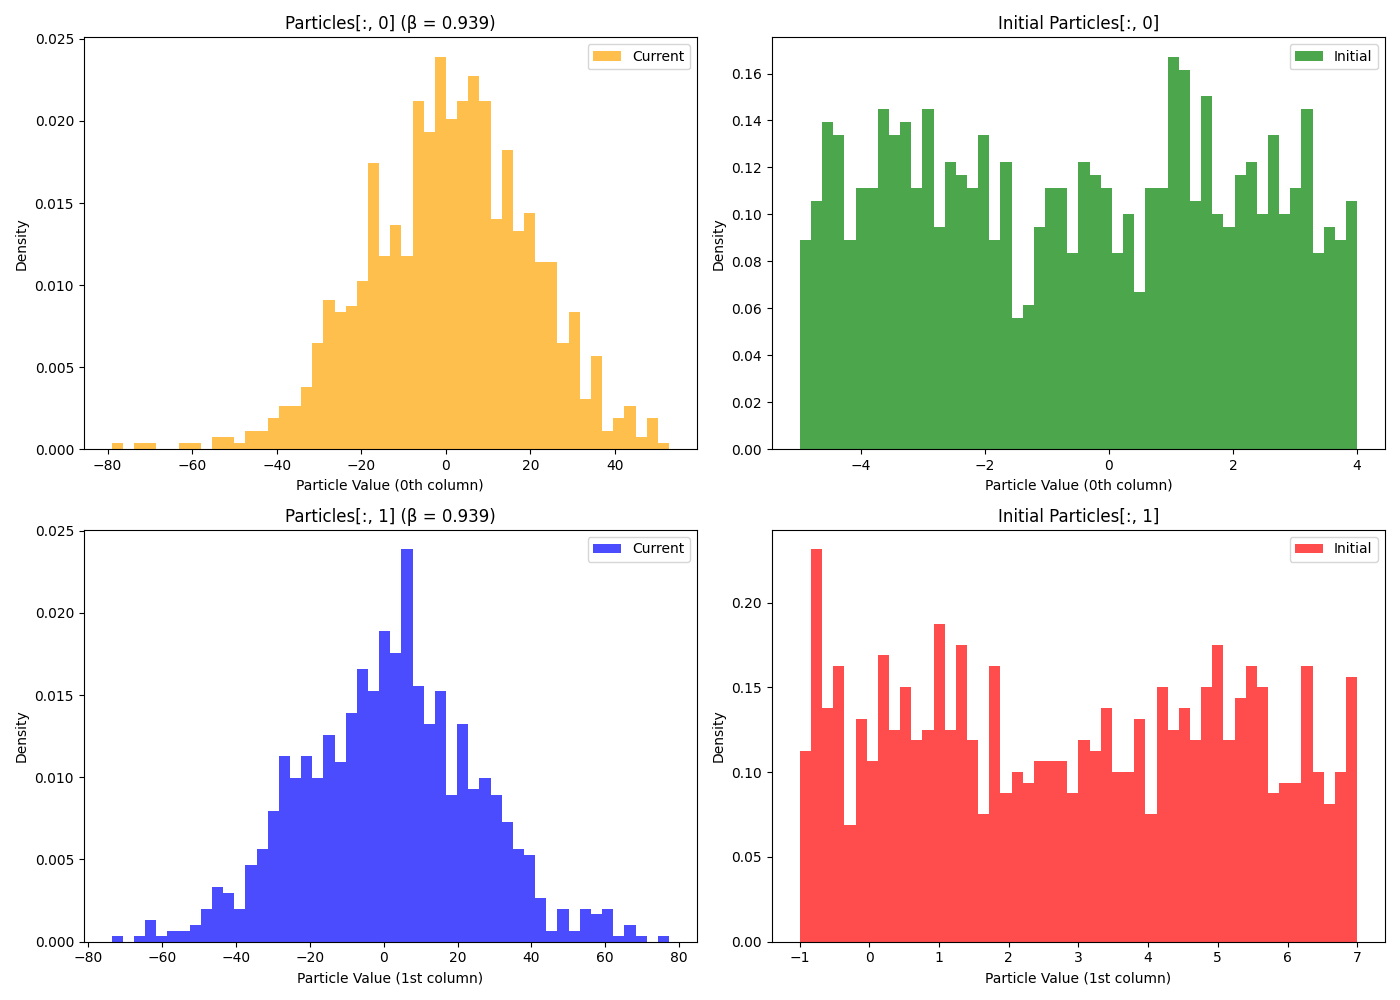 Particles[:, 0] (β = 0.939)
Current
Density
0.025
0.020
0.015
0.010
0.005
0.000
−80 −60 −40 −20 0 20 40
Particle Value (0th column)
Initial Particles[:, 0]
Initial
Density
0.16
0.14
0.12
0.10
0.08
0.06
0.04
0.02
0.00
−4 −2 0 2 4
Particle Value (0th column)
Particles[:, 1] (β = 0.939)
Current
Density
0.025
0.020
0.015
0.010
0.005
0.000
−80 −60 −40 −20 0 20 40 60 80
Particle Value (1st column)
Initial Particles[:, 1]
Initial
Density
0.20
0.15
0.10
0.05
0.00
−1 0 1 2 3 4 5 6 7
Particle Value (1st column)